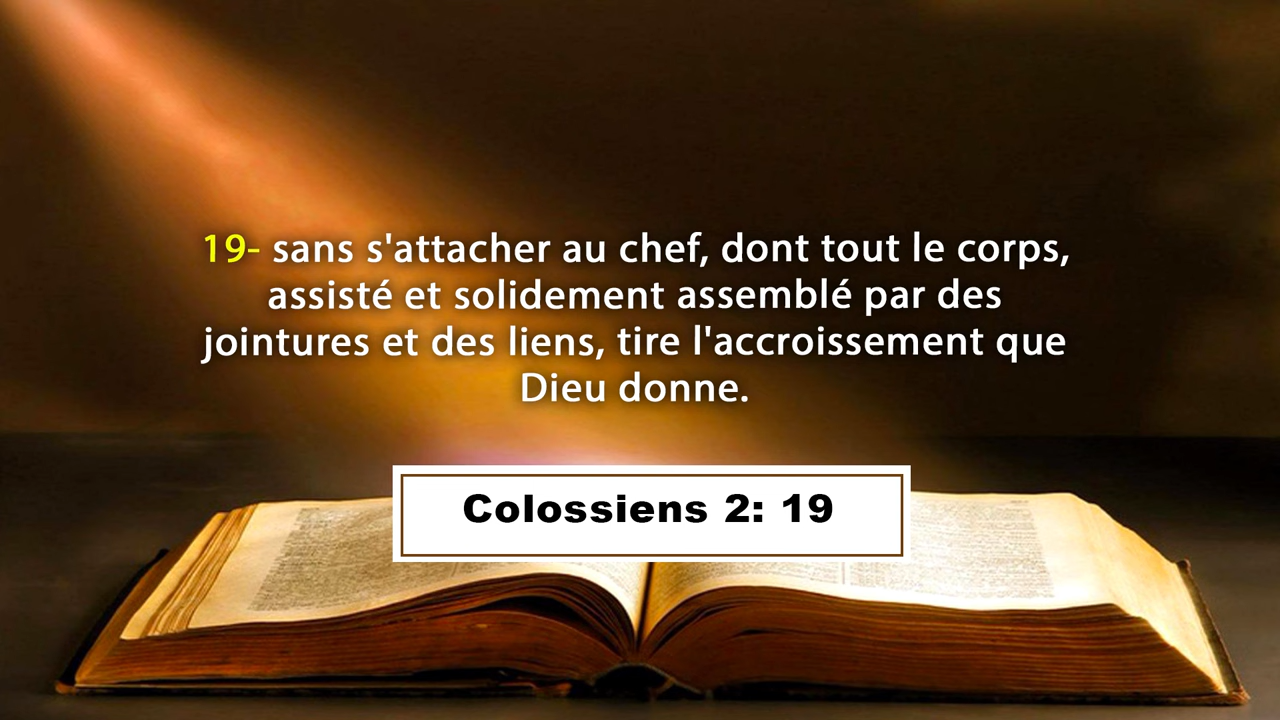 19- sans s'attacher au chef, dont tout le corps,
assisté et solidement assemblé par des
jointures et des liens, tire l'accroissement que
Dieu donne.
Colossiens 2: 19